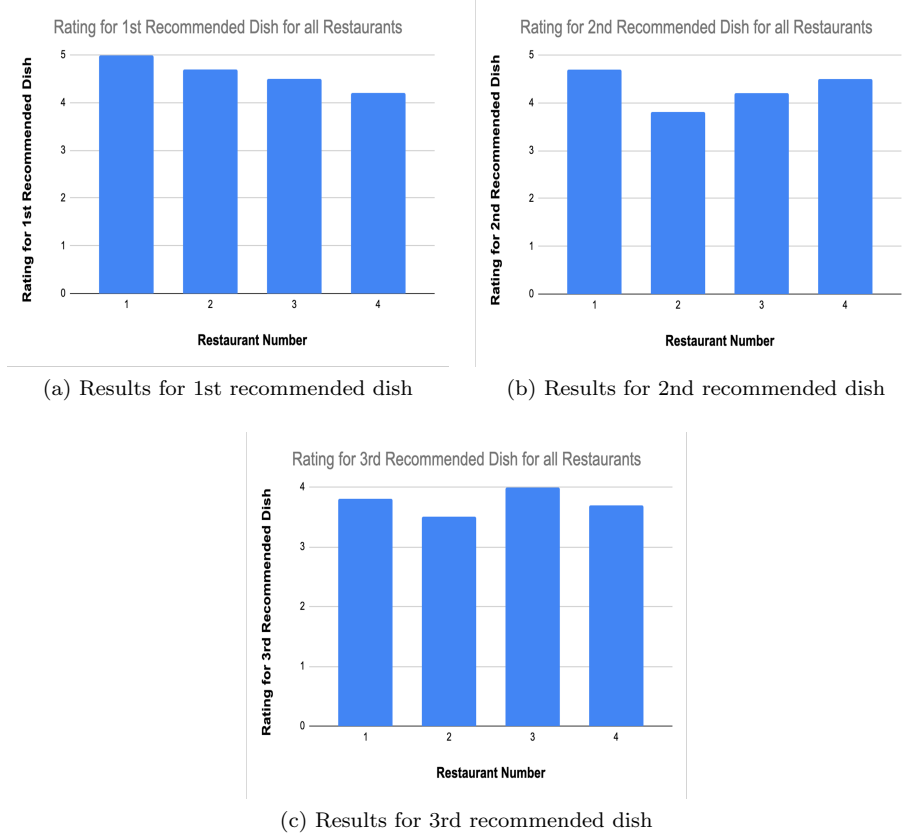 Rating for 1st Recommended Dish for all Restaurants
Rating for 1st Recommended Dish
5
4
3
2
1
0
1 2 3 4
Restaurant Number
(a) Results for 1st recommended dish
Rating for 2nd Recommended Dish for all Restaurants
Rating for 2nd Recommended Dish
5
4
3
2
1
0
1 2 3 4
Restaurant Number
(b) Results for 2nd recommended dish
Rating for 3rd Recommended Dish for all Restaurants
Rating for 3rd Recommended Dish
4
3
2
1
0
1 2 3 4
Restaurant Number
(c) Results for 3rd recommended dish